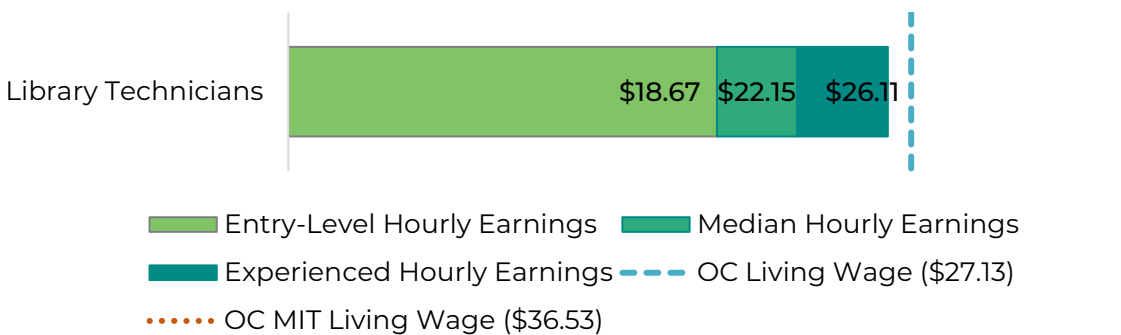 Library Technicians $18.67 $22.15 $26.11
Entry-Level Hourly Earnings Median Hourly Earnings
Experienced Hourly Earnings OC Living Wage ($27.13)
OC MIT Living Wage ($36.53)